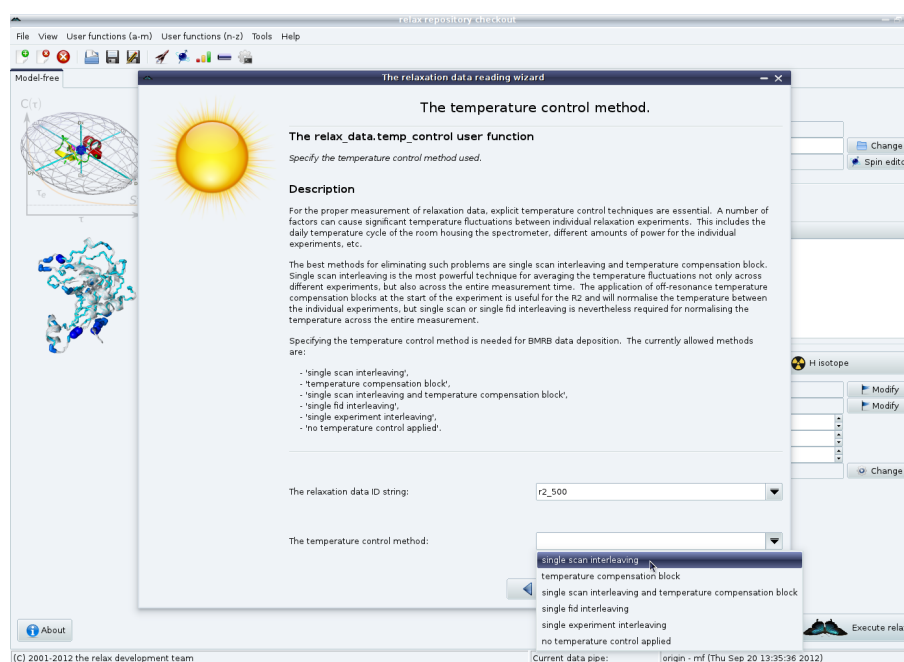 relax repository checkout
File View User functions (a-m) User functions (n-z) Tools Help
Model-free
The relaxation data reading wizard
C(τ)
τe
S
τ
The temperature control method.
The relax_data.temp_control user function
Specify the temperature control method used.
Description
For the proper measurement of relaxation data, explicit temperature control techniques are essential. A number of
factors can cause significant temperature fluctuations between individual relaxation experiments. This includes the
daily temperature cycle of the room housing the spectrometer, different amounts of power for the individual
experiments, etc.
The best methods for eliminating such problems are single scan interleaving and temperature compensation block.
Single scan interleaving is the most powerful technique for averaging the temperature fluctuations not only across
different experiments, but also across the entire measurement time. The application of off-resonance temperature
compensation blocks at the start of the experiment is useful for the R2 and will normalise the temperature between
the individual experiments, but single scan or single fid interleaving is nevertheless required for normalising the
temperature across the entire measurement.
Specifying the temperature control method is needed for BMRB data deposition. The currently allowed methods
are:
- 'single scan interleaving',
- 'temperature compensation block',
- 'single scan interleaving and temperature compensation block',
- 'single fid interleaving',
- 'single experiment interleaving',
- 'no temperature control applied'.
The relaxation data ID string:
r2_500
The temperature control method:
single scan interleaving
temperature compensation block
single scan interleaving and temperature compensation block
single fid interleaving
single experiment interleaving
no temperature control applied
Change
Spin edito
H isotope
Modify
Modify
Change
About
Execute rela
(C) 2001-2012 the relax development team
Current data pipe:
origin - mf (Thu Sep 20 13:35:36 2012)